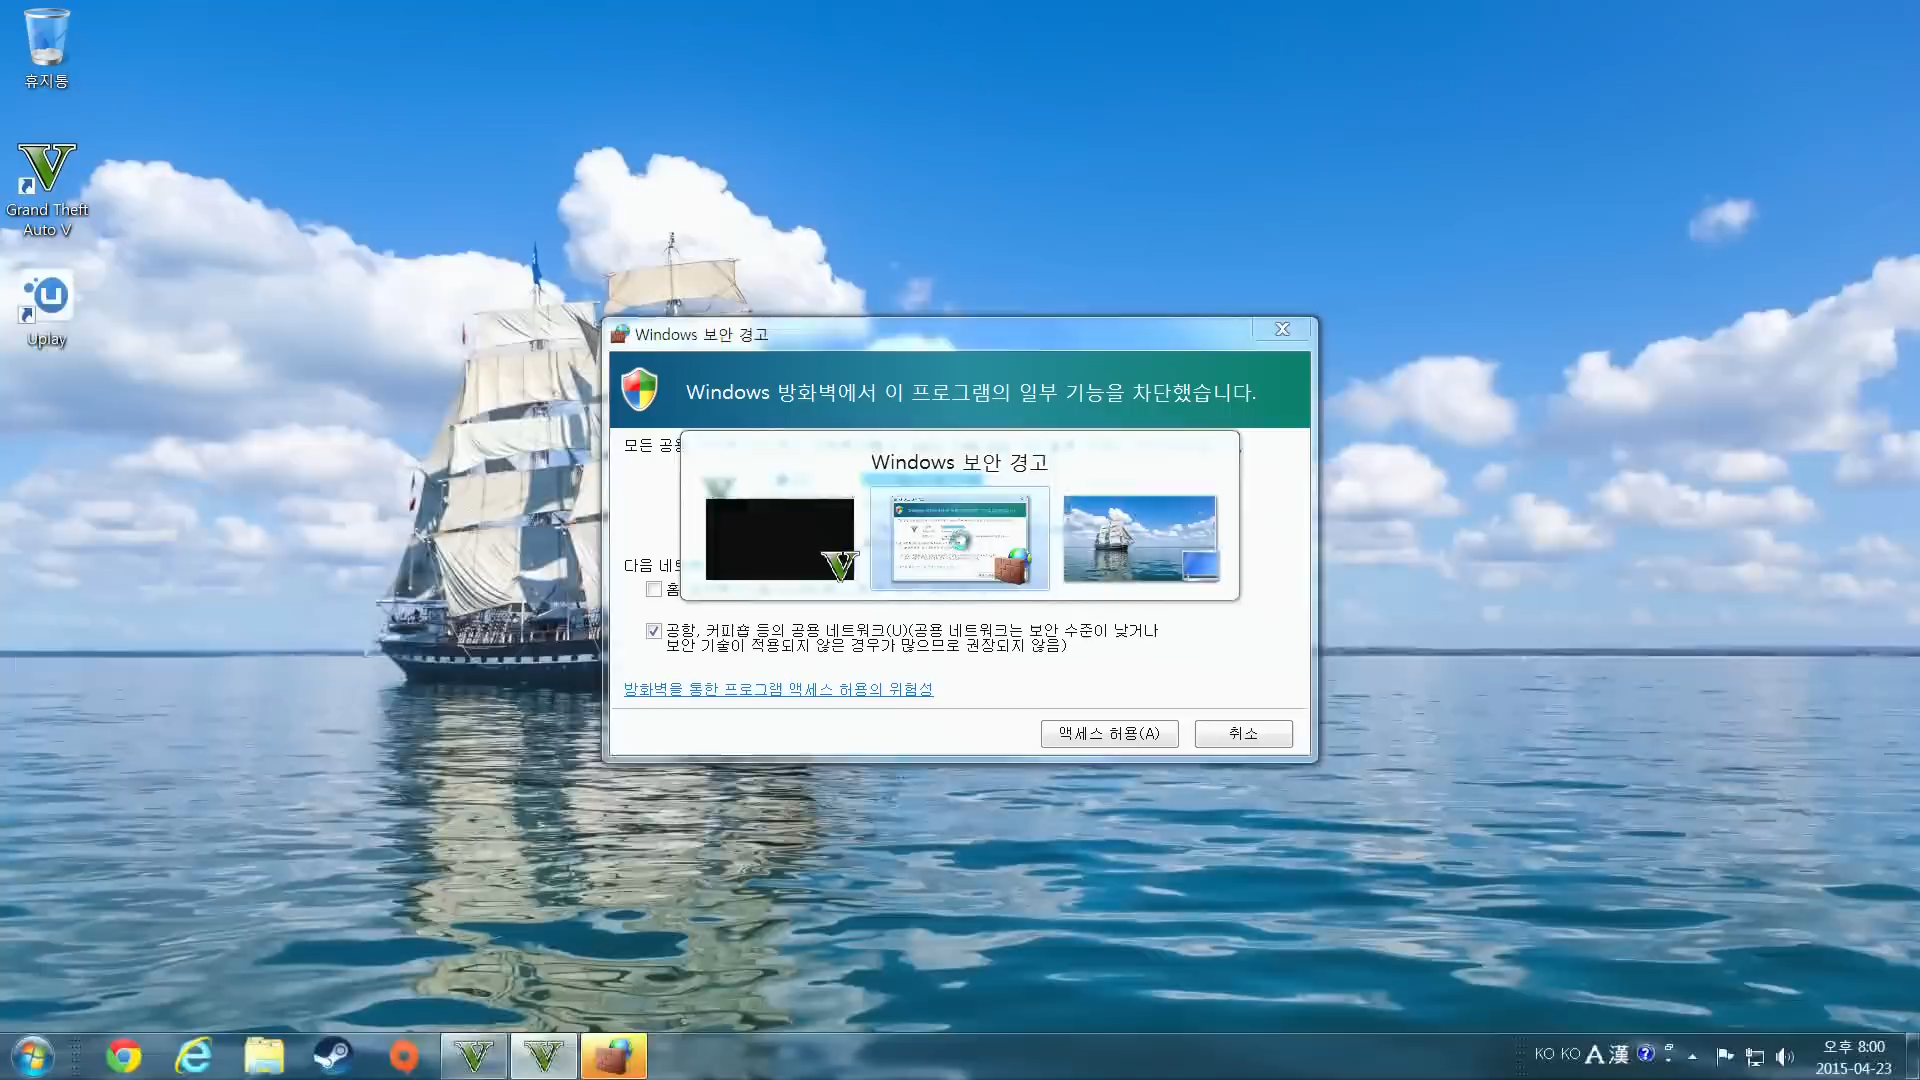 휴지통
Grand Theft
Auto V
Uplay
Windows 보안 경고
Windows 방화벽에서 이 프로그램의 일부 기능을 차단했습니다.
모든 공용
Windows 보안 경고
다음 네트
홈
공항, 커피숍 등의 공용 네트워크(U)(공용 네트워크는 보안 수준이 낮거나
보안 기술이 적용되지 않은 경우가 많으므로 권장되지 않음)
방화벽을 통한 프로그램 액세스 허용의 위험성
액세스 허용(A)
취소
KO KO A 漢
오후 8:00
2015-04-23